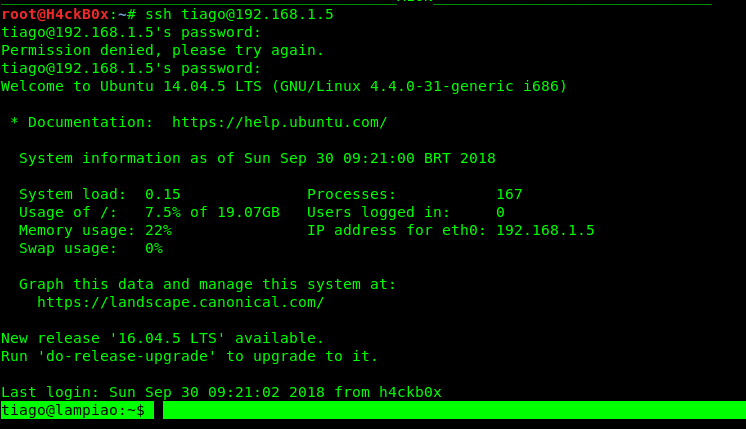 root@H4ckB0x:~# ssh tiago@192.168.1.5
tiago@192.168.1.5's password:
Permission denied, please try again.
tiago@192.168.1.5's password:
Welcome to Ubuntu 14.04.5 LTS (GNU/Linux 4.4.0-31-generic i686)

 * Documentation:  https://help.ubuntu.com/

  System information as of Sun Sep 30 09:21:00 BRT 2018

  System load:  0.15              Processes:           167
  Usage of /:   7.5% of 19.07GB   Users logged in:     0
  Memory usage: 22%               IP address for eth0: 192.168.1.5
  Swap usage:   0%

  Graph this data and manage this system at:
    https://landscape.canonical.com/

New release '16.04.5 LTS' available.
Run 'do-release-upgrade' to upgrade to it.

Last login: Sun Sep 30 09:21:02 2018 from h4ckb0x
tiago@lampiao:~$